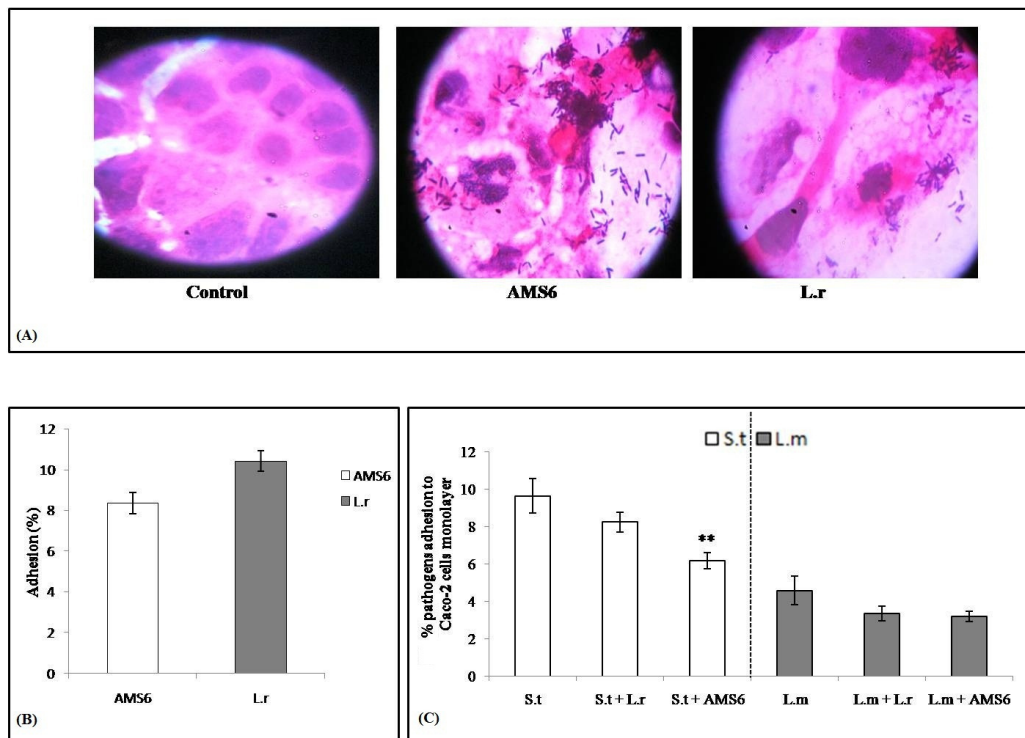 Control
AMS6
L.r
(A)
12
10
8
6
4
2
0
Adhesion (%)
AMS6
L.r
AMS6
L.r
(B)
S.t
L.m
12
10
8
6
4
2
0
% pathogens adhesion to
Caco-2 cells monolayer
**
S.t
S.t + L.r
S.t + AMS6
L.m
L.m + L.r
L.m + AMS6
(C)